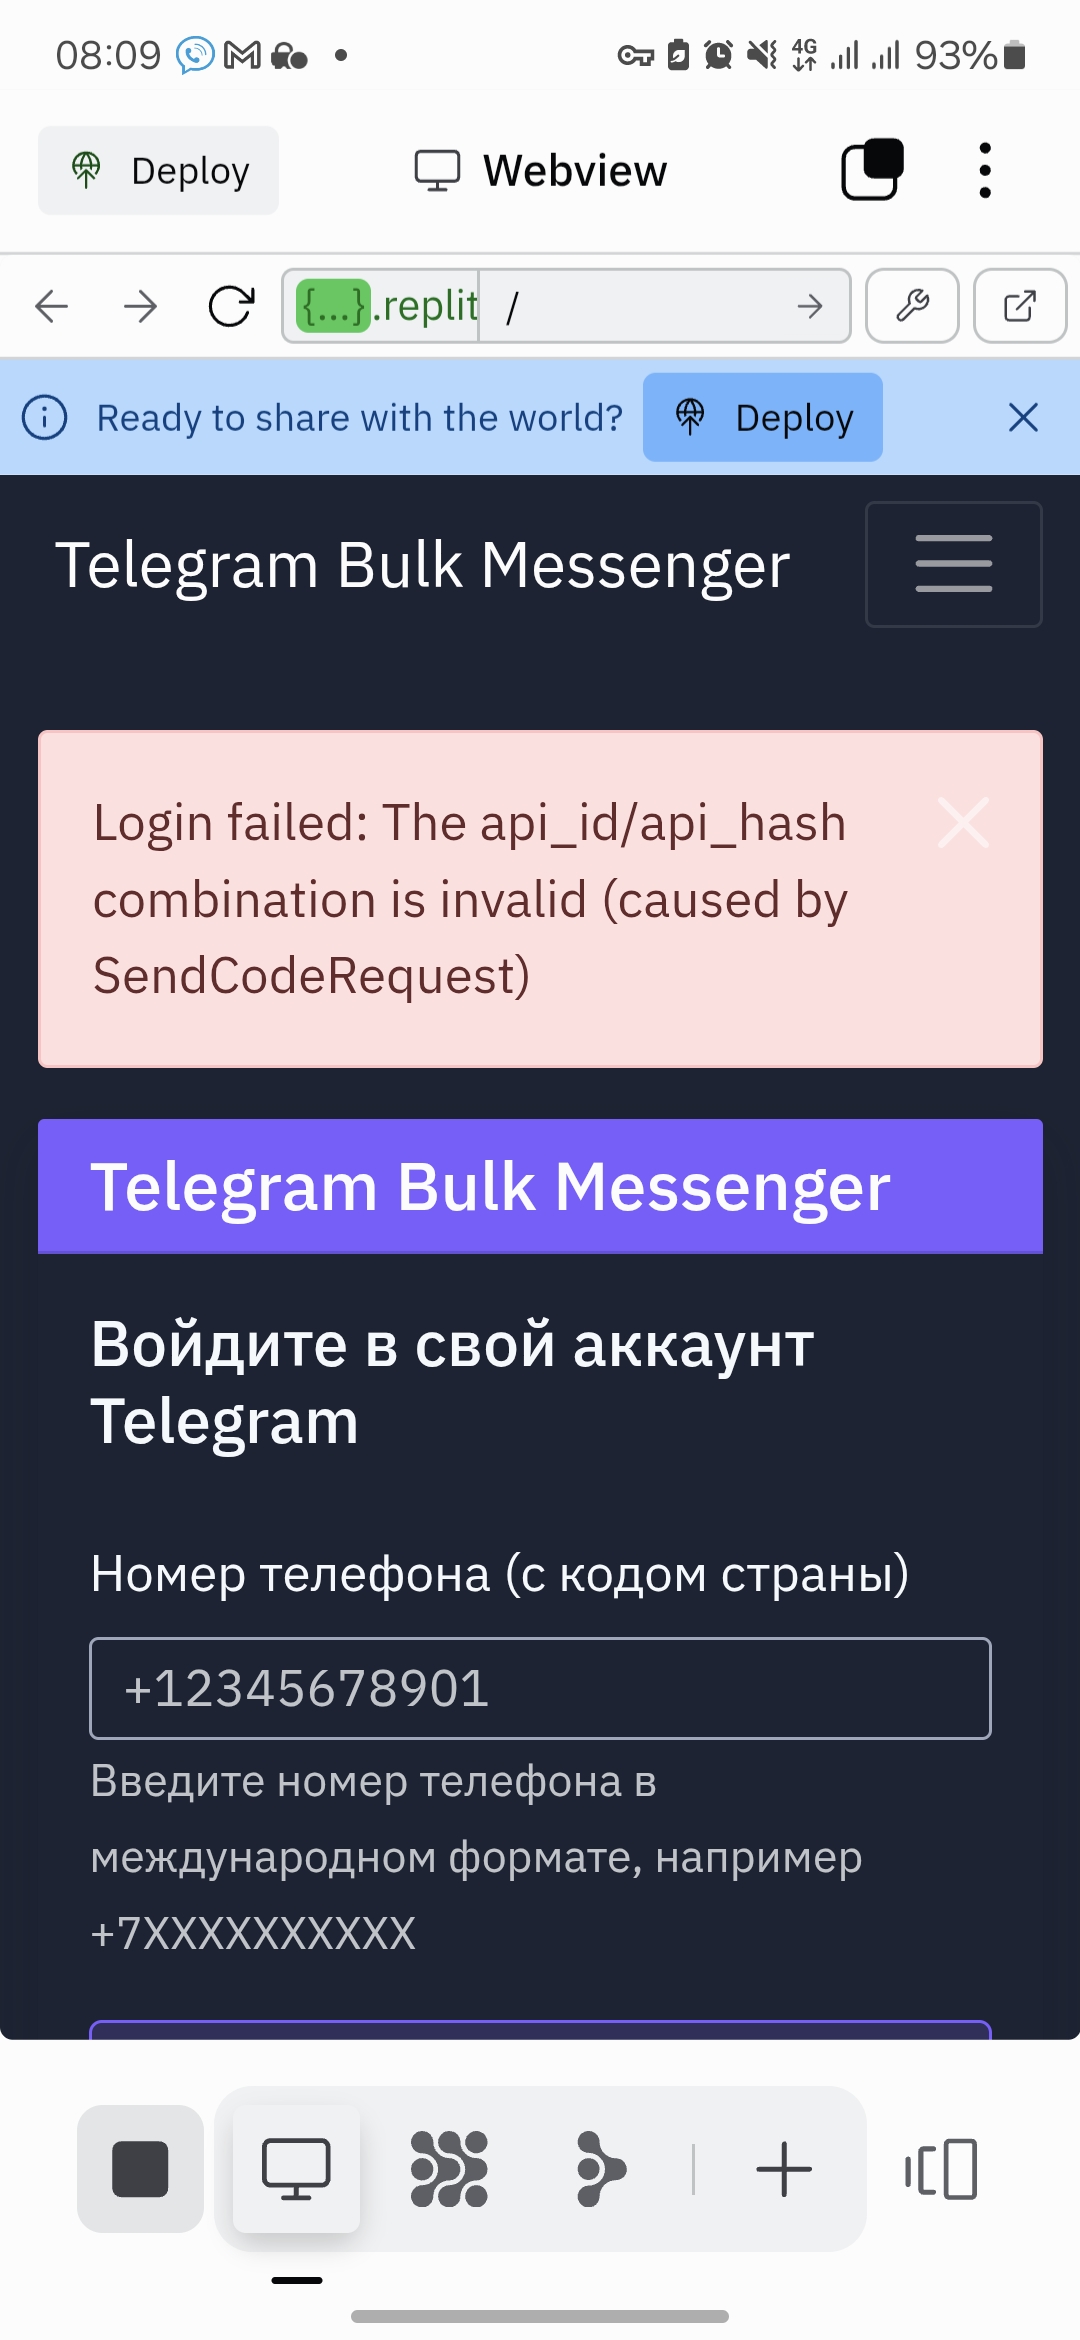 08:09
4G
93%
Deploy
Webview
{...}.replit
/
Ready to share with the world?
Deploy
Telegram Bulk Messenger
Login failed: The api_id/api_hash
combination is invalid (caused by
SendCodeRequest)
Telegram Bulk Messenger
Войдите в свой аккаунт
Telegram
Номер телефона (с кодом страны)
+12345678901
Введите номер телефона в
международном формате, например
+7XXXXXXXXXX